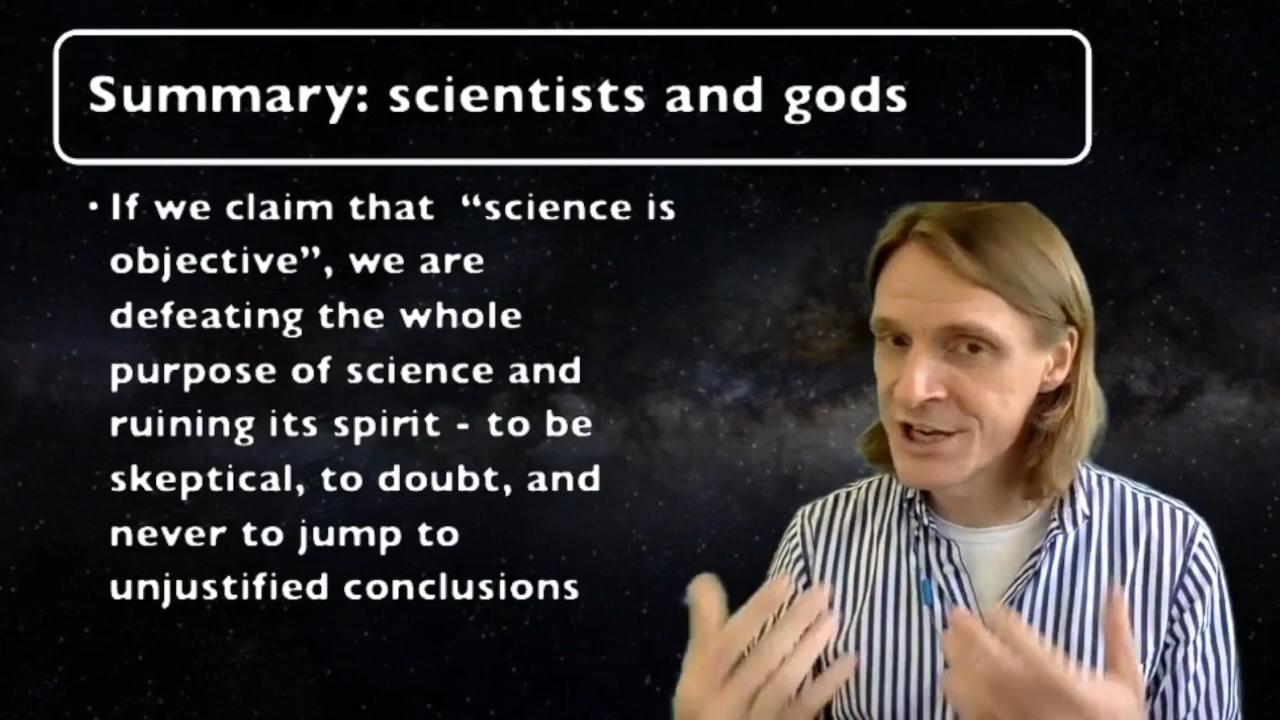 Summary: scientists and gods
• If we claim that “science is
objective”, we are
defeating the whole
purpose of science and
ruining its spirit - to be
skeptical, to doubt, and
never to jump to
unjustified conclusions